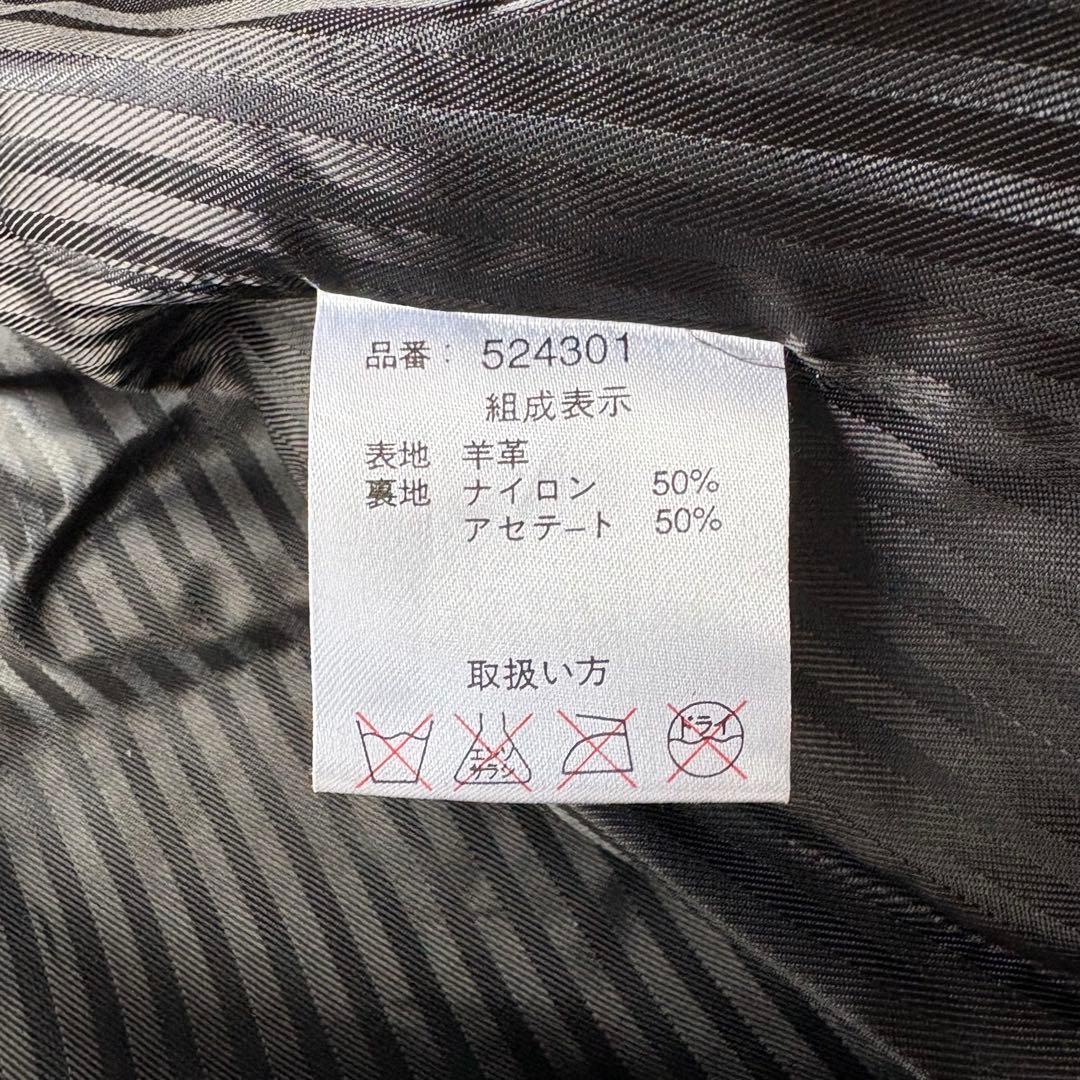 品番: 524301
組成表示
表地 羊革
裏地 ナイロン 50%
アセテート 50%
取扱い方
エンソ サラシ ドライ